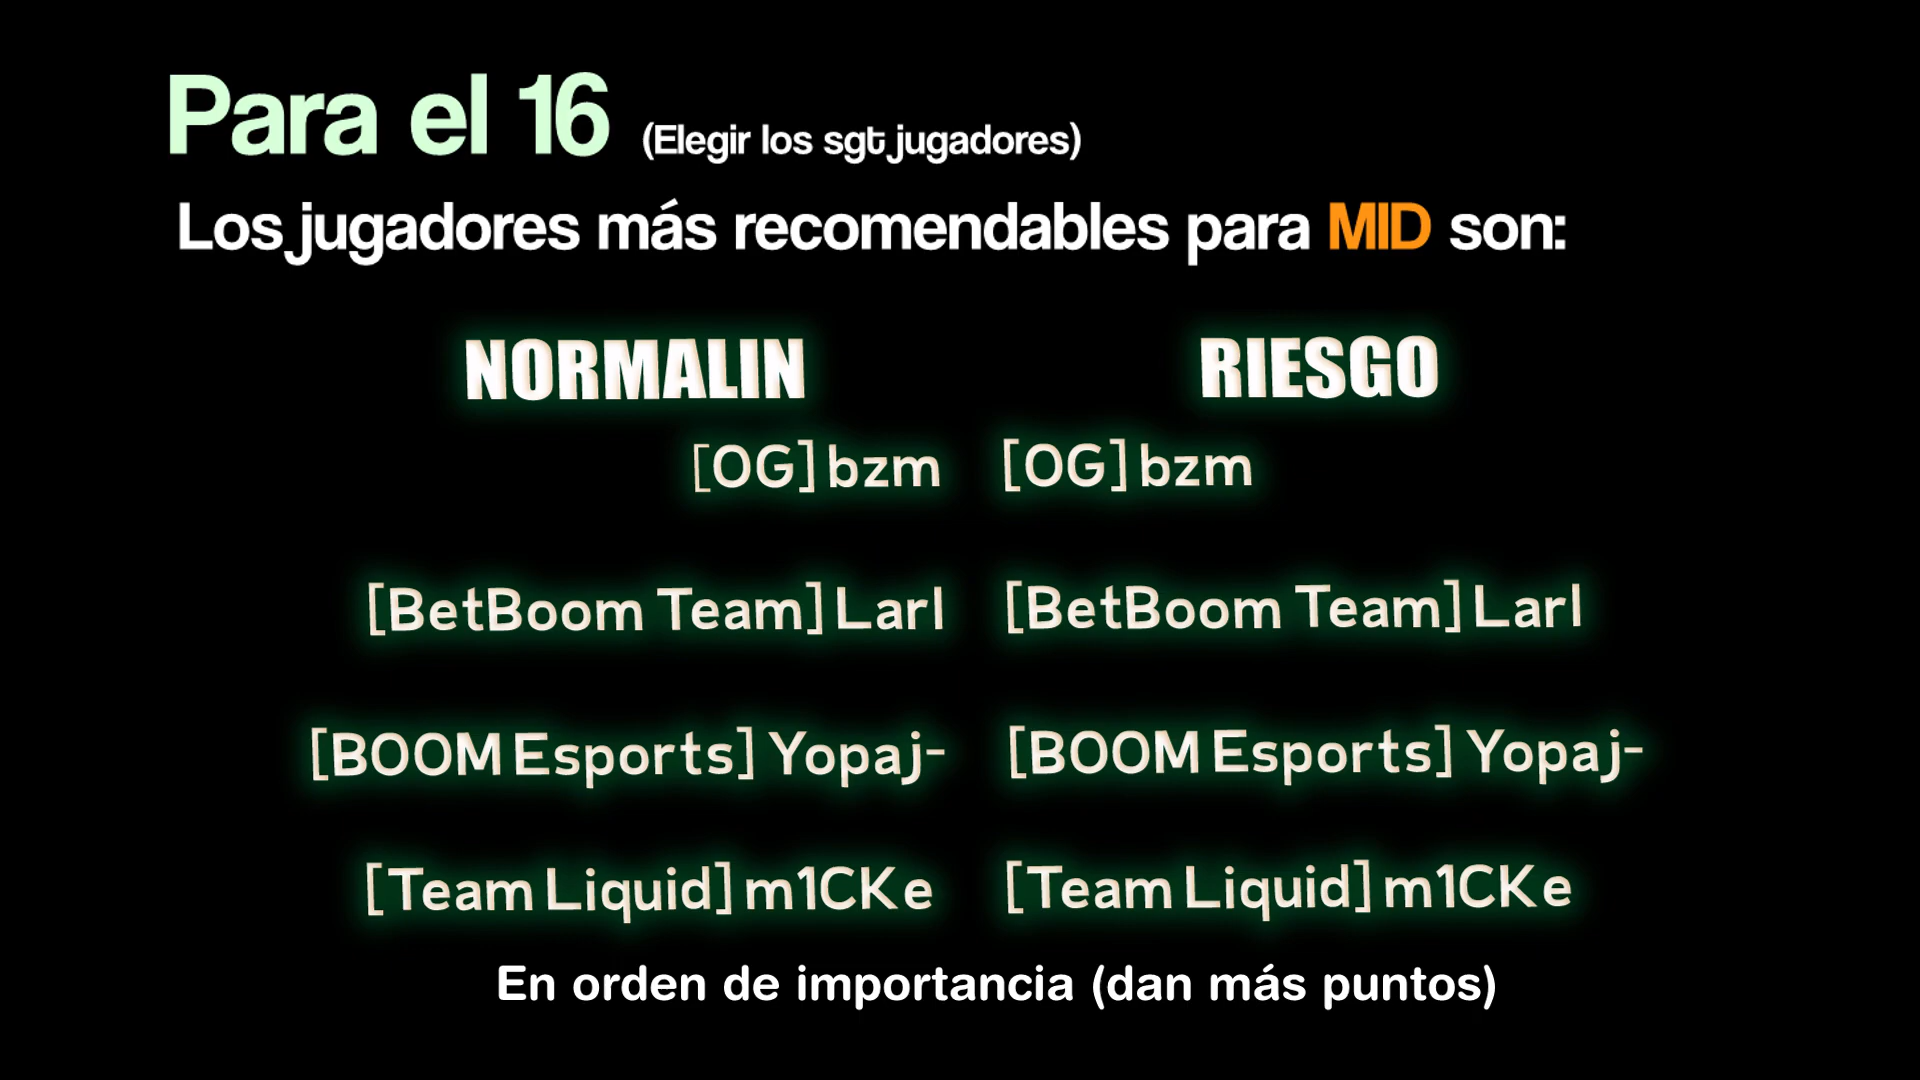 Para el 16 (Elegir los sgt jugadores)
Los jugadores más recomendables para MID son:
NORMALIN RIESGO
[OG] bzm [OG] bzm
[BetBoom Team] Larl [BetBoom Team] Larl
[BOOM Esports] Yopaj- [BOOM Esports] Yopaj-
[Team Liquid] m1CKe [Team Liquid] m1CKe
En orden de importancia (dan más puntos)